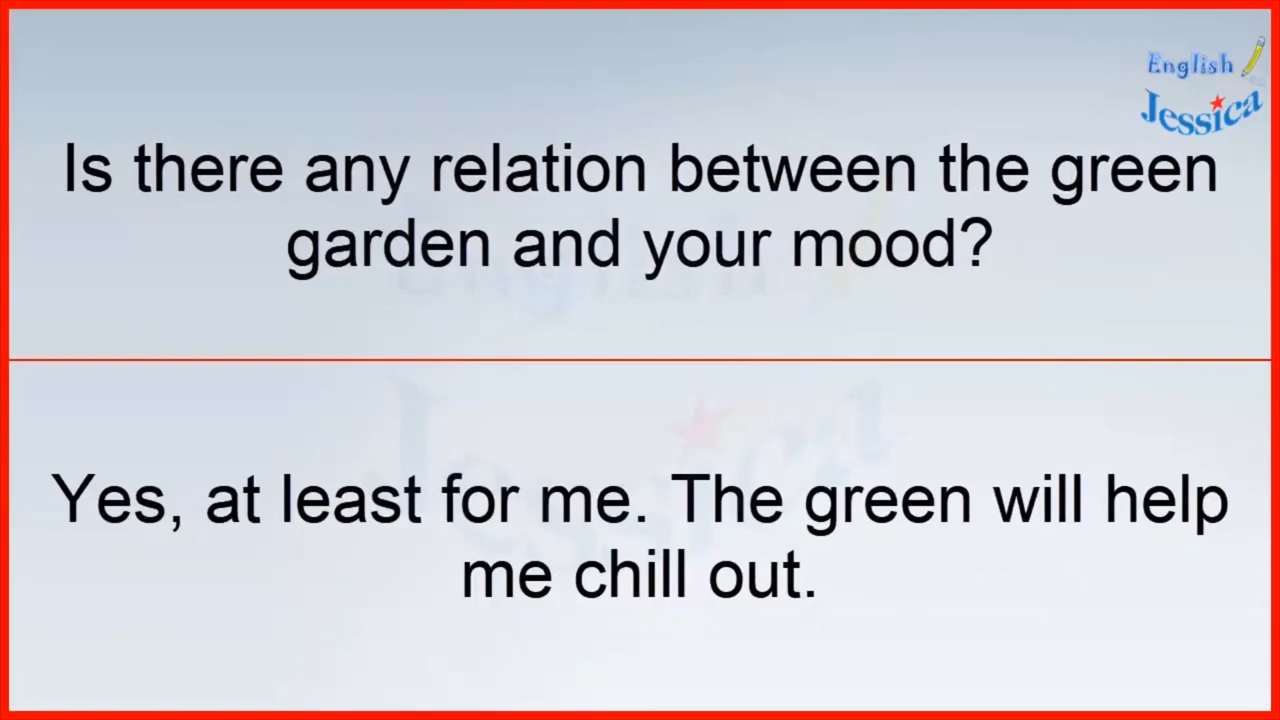 English
Jessica
Is there any relation between the green
garden and your mood?
Yes, at least for me. The green will help
me chill out.